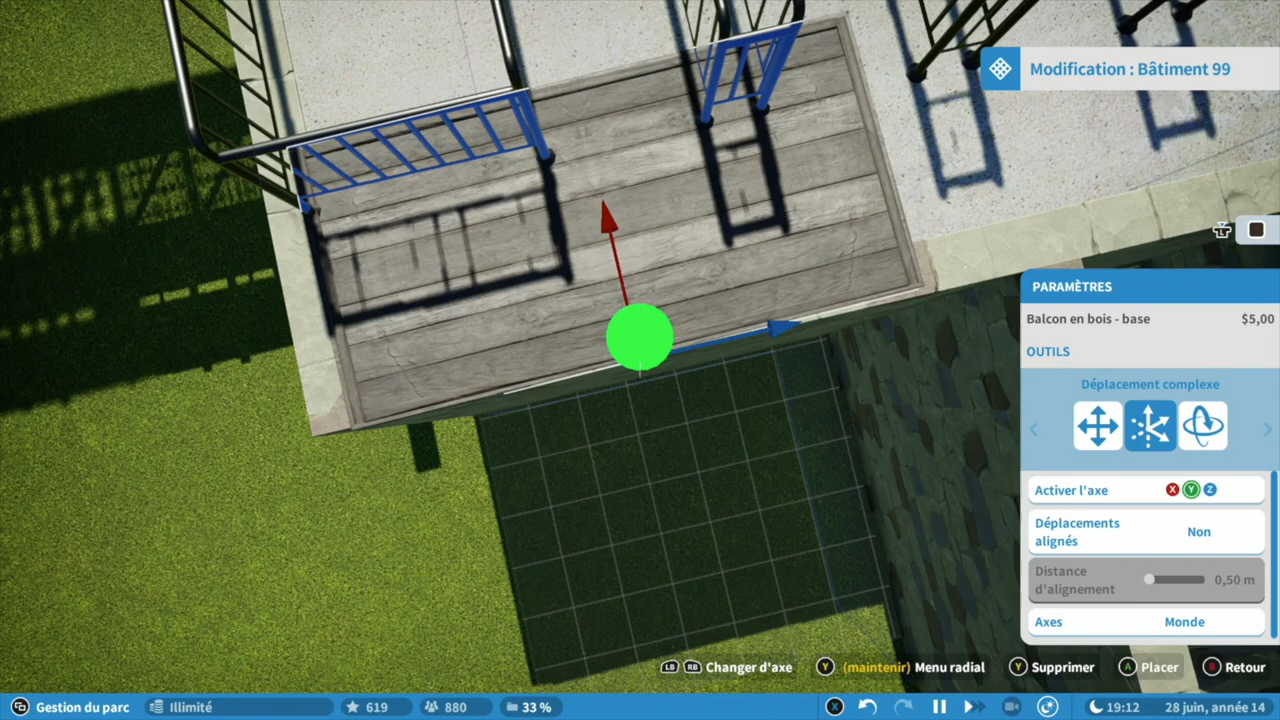 Modification : Bâtiment 99
L
PARAMÈTRES
Balcon en bois - base $5,00
OUTILS
Déplacement complexe
Activer l'axe X Y Z
Déplacements alignés Non
Distance d'alignement 0,50 m
Axes Monde
LB RB Changer d'axe Y (maintenir) Menu radial Y Supprimer A Placer B Retour
Gestion du parc Illimité 619 880 33 % X 19:12 28 juin, année 14